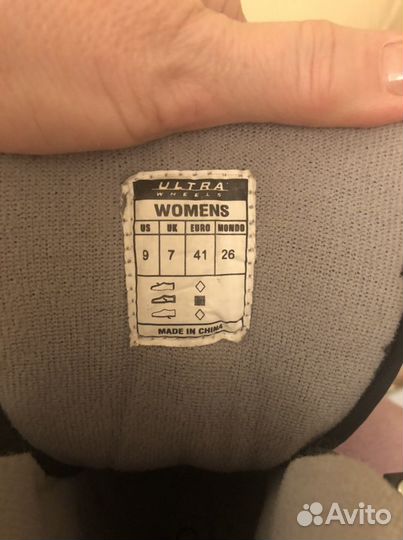 ULTRA
WHEELS
WOMENS
US UK EURO MONDO
9 7 41 26
MADE IN CHINA
Avito